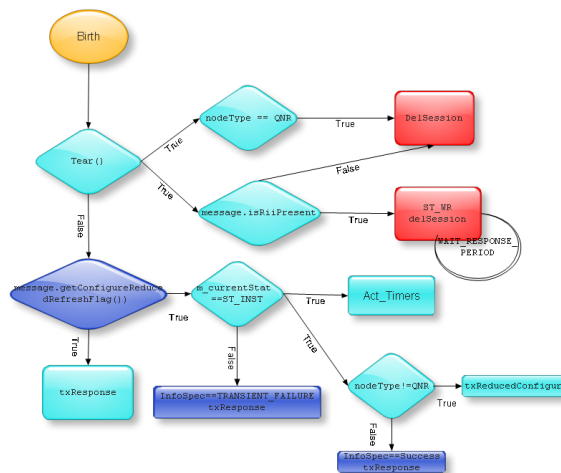 Birth
nodeType == QNR
True
DelSession
True
Tear()
True
False
message.isRiiPresent
True
ST_WR
delSession
WAIT_RESPONSE_
PERIOD
False
message.getConfigureReduce
dRefreshFlag())
True
m_currentStat
==ST_INST
True
Act_Timers
True
True
False
txResponse
InfoSpec==TRANSIENT_FAILURE
txResponse
nodeType!=QNR
True
txReducedConfigur
False
InfoSpec==Success
txResponse